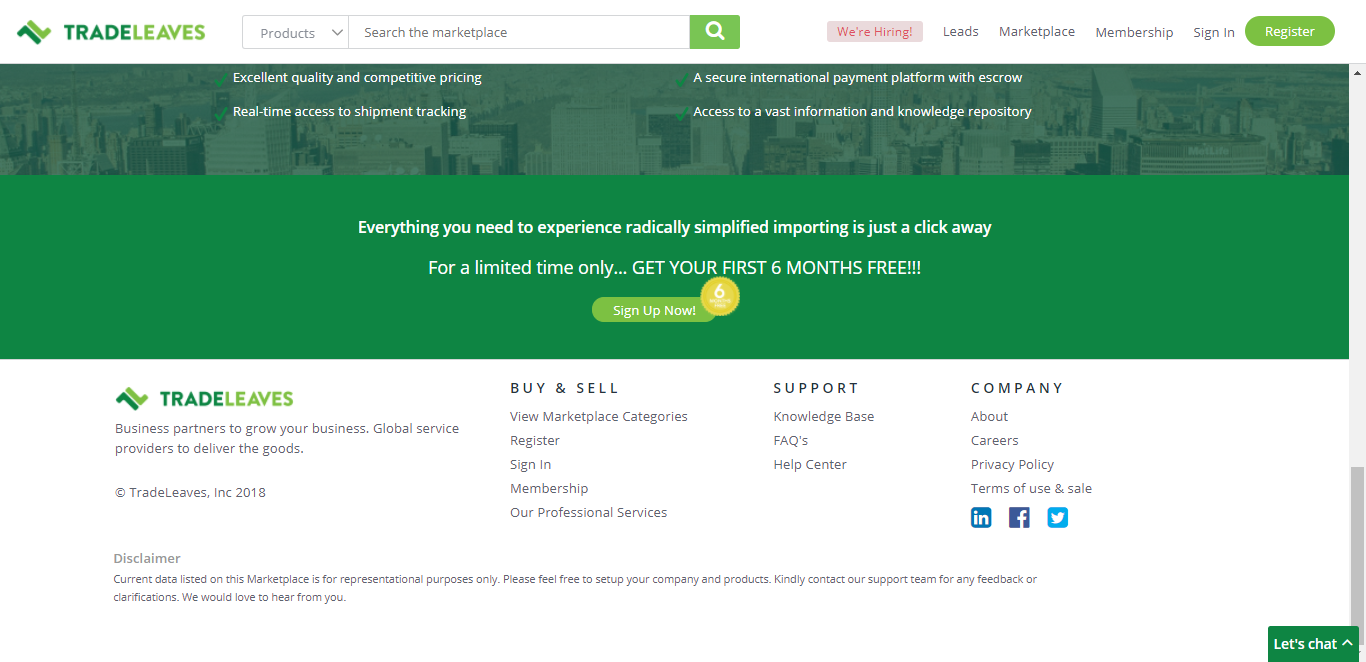 TRADELEAVES
Products
Search the marketplace
We're Hiring!
Leads
Marketplace
Membership
Sign In
Register
Excellent quality and competitive pricing
A secure international payment platform with escrow
Real-time access to shipment tracking
Access to a vast information and knowledge repository
MetLife
Everything you need to experience radically simplified importing is just a click away
For a limited time only... GET YOUR FIRST 6 MONTHS FREE!!!
6
MONTHS
FREE
Sign Up Now!
TRADELEAVES
Business partners to grow your business. Global service
providers to deliver the goods.
© TradeLeaves, Inc 2018
BUY & SELL
View Marketplace Categories
Register
Sign In
Membership
Our Professional Services
SUPPORT
Knowledge Base
FAQ's
Help Center
COMPANY
About
Careers
Privacy Policy
Terms of use & sale
Disclaimer
Current data listed on this Marketplace is for representational purposes only. Please feel free to setup your company and products. Kindly contact our support team for any feedback or
clarifications. We would love to hear from you.
Let's chat